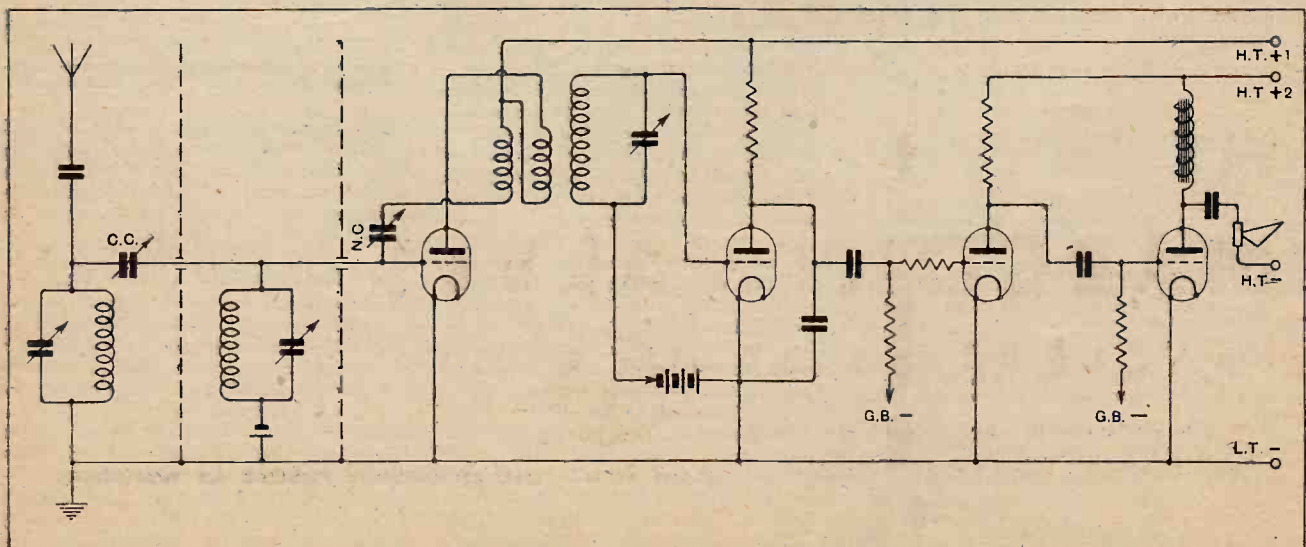 H.T. +1
H.T +2
C.C.
N.C
H.T-
G.B. -
G.B. -
L.T. -